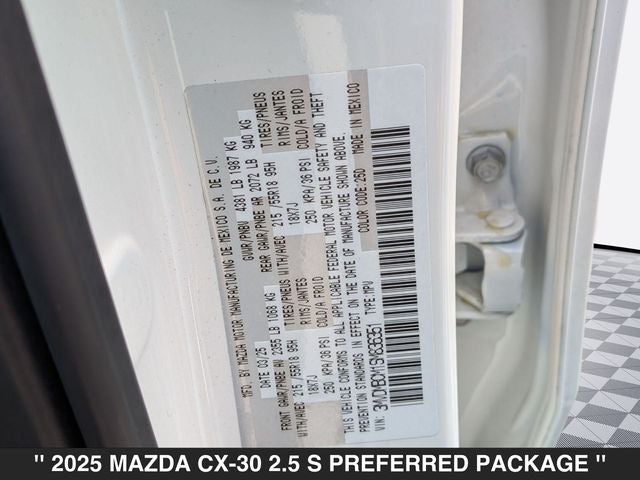 MFD BY MAZDA MOTOR MANUFACTURING DE MEXICO S.A. DE C.V.
DATE 03/25 GVWR/PNBV 4381 LB 1987 KG
FRONT GAWR/PNBE AV 2355 LB 1068 KG REAR GAWR/PNBE AR 2072 LB 940 KG
WITH/AVEC 215 /55R18 95H TIRES/PNEUS WITH/AVEC 215 /55R18 95H TIRES/PNEUS
18X7J RIMS/JANTES 18X7J RIMS/JANTES
250 KPA/36 PSI COLD/A FROID 250 KPA/36 PSI COLD/A FROID
THIS VEHICLE CONFORMS TO ALL APPLICABLE FEDERAL MOTOR VEHICLE SAFETY AND THEFT
PREVENTION STANDARDS IN EFFECT ON THE DATE OF MANUFACTURE SHOWN ABOVE.
VIN: TYPE:MPV COLOR CODE:25D MADE IN MEXICO
" 2025 MAZDA CX-30 2.5 S PREFERRED PACKAGE "